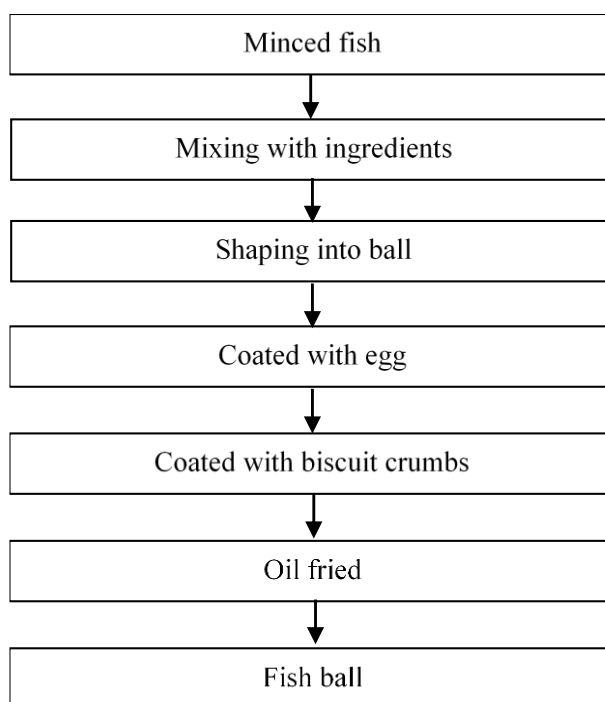 Minced fish
Mixing with ingredients
Shaping into ball
Coated with egg
Coated with biscuit crumbs
Oil fried
Fish ball